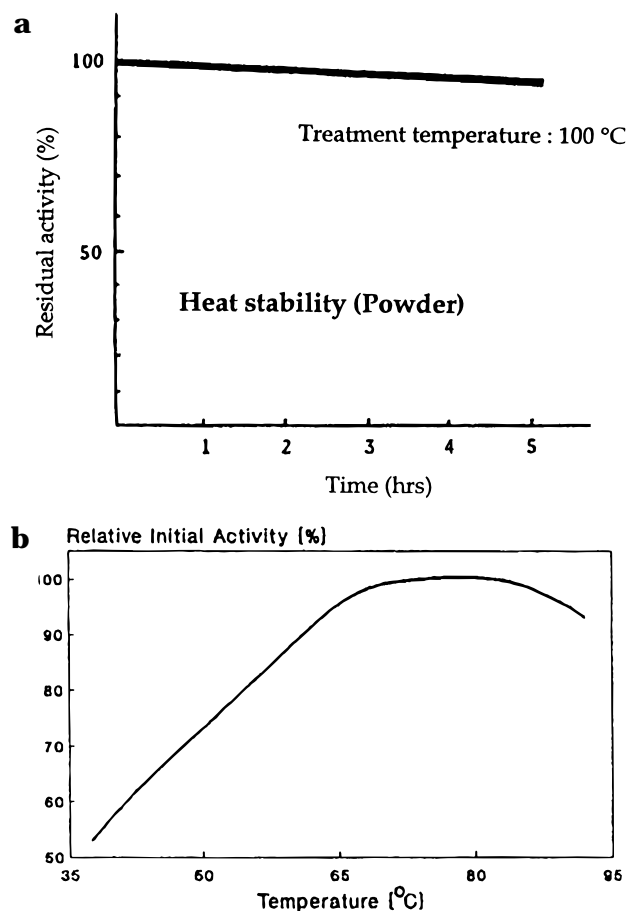 a
100
50
Residual activity (%)
Treatment temperature : 100 °C
Heat stability (Powder)
1 2 3 4 5
Time (hrs)
b Relative Initial Activity [%]
100
90
80
70
60
50
35 50 65 80 95
Temperature [°C]